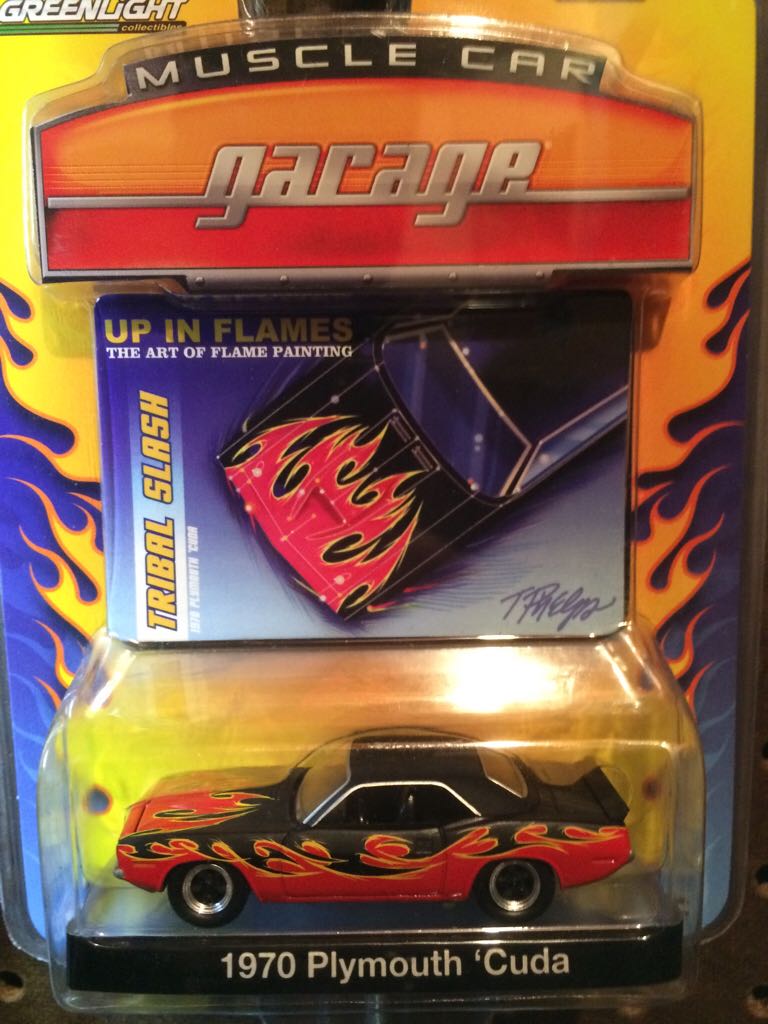 GREENLIGHT
collectibles
MUSCLE CAR
garage
UP IN FLAMES
THE ART OF FLAME PAINTING
TRIBAL SLASH
1970 PLYMOUTH 'CUDA
T. Phelps
1970 Plymouth 'Cuda